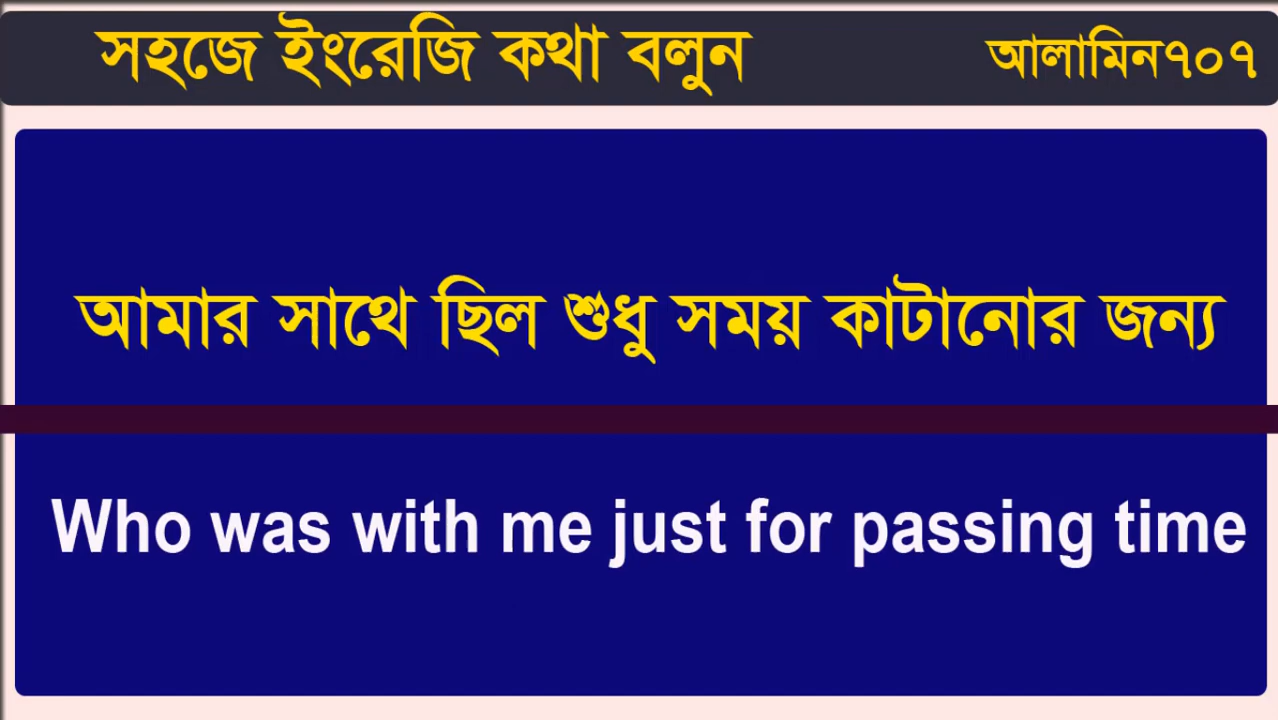 সহজে ইংরেজি কথা বলুন
আলামিন৭০৭
আমার সাথে ছিল শুধু সময় কাটানোর জন্য
Who was with me just for passing time